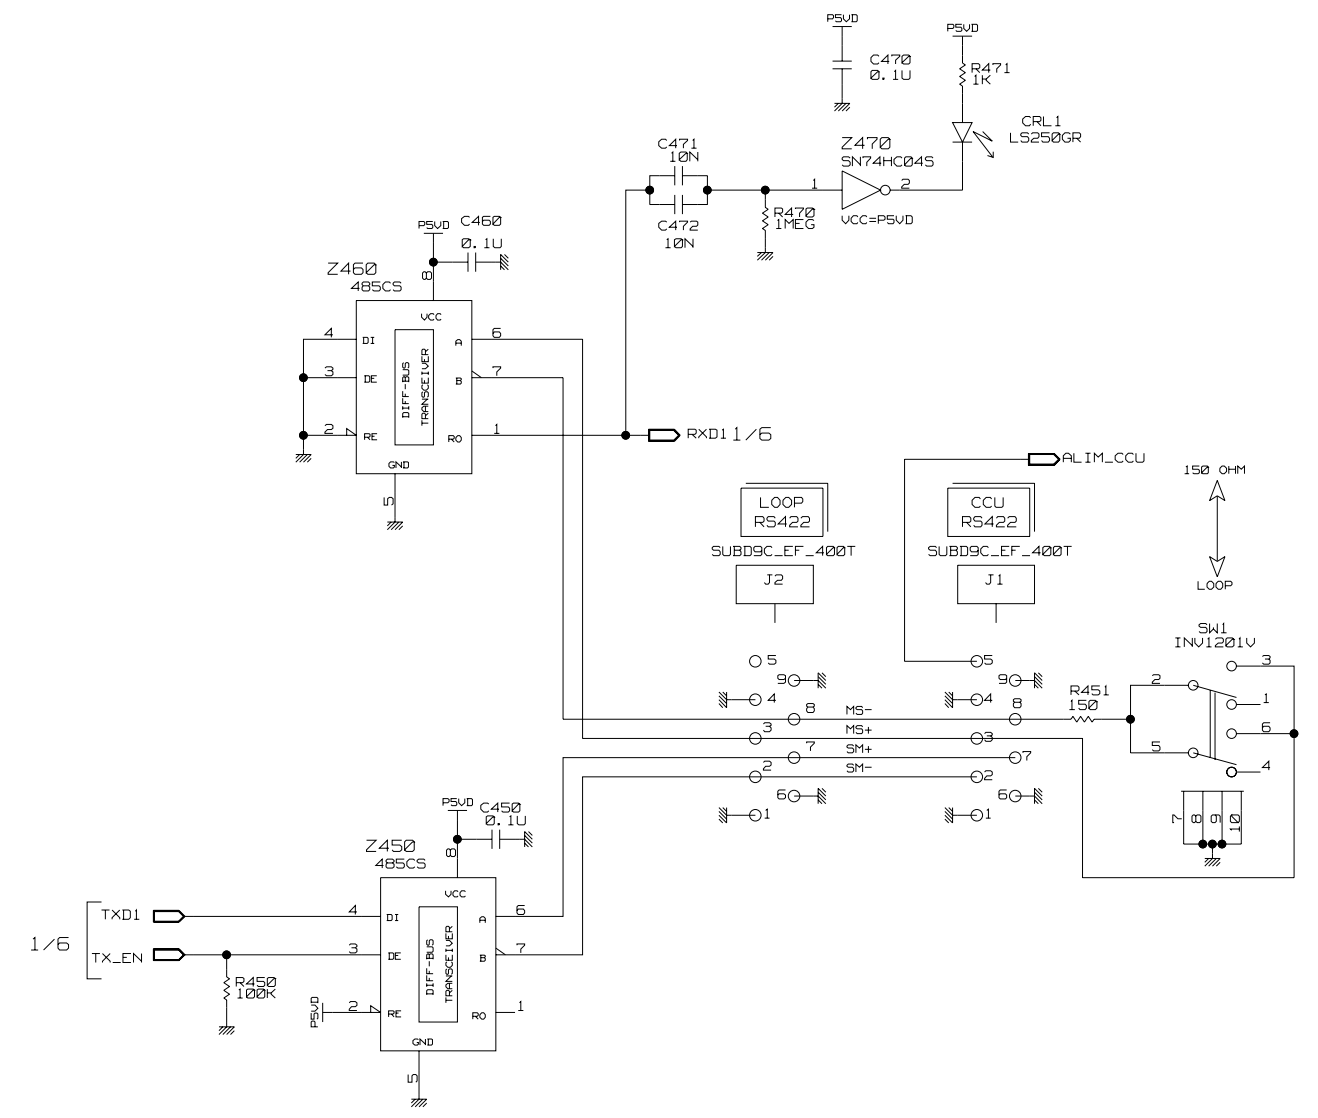 P5VD
C470
0.1U
P5VD
R471
1K
CRL1
LS250GR
C471
10N
Z470
SN74HC04S
1
2
VCC=P5VD
R470
1MEG
C472
10N
P5VD
C460
0.1U
8
Z460
485CS
VCC
4
DI
A
6
3
DE
B
7
2
RE
RO
1
DIFF-BUS
TRANSCEIVER
GND
5
RXD1 1/6
ALIM_CCU
150 OHM
LOOP
LOOP
RS422
CCU
RS422
SUBD9C_EF_400T
SUBD9C_EF_400T
J2
J1
SW1
INV1201V
5
9
4
8
3
7
2
6
1
MS-
MS+
SM+
SM-
5
9
4
8
3
7
2
6
1
R451
150
2
5
3
1
6
4
7
8
9
10
P5VD
C450
0.1U
8
Z450
485CS
VCC
1/6
TXD1
TX_EN
4
DI
A
6
3
DE
B
7
R450
100K
P5VD
2
RE
RO
1
DIFF-BUS
TRANSCEIVER
GND
5